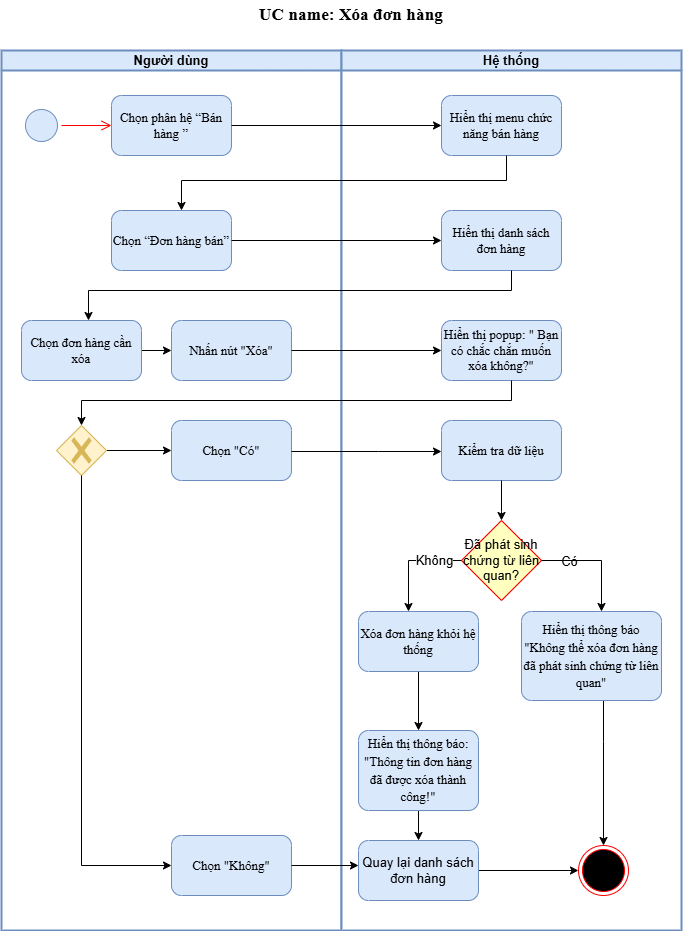 UC name: Xóa đơn hàng
Người dùng
Hệ thống
Chọn phân hệ “Bán
hàng ”
Hiển thị menu chức
năng bán hàng
Chọn “Đơn hàng bán”
Hiển thị danh sách
đơn hàng
Chọn đơn hàng cần
xóa
Nhấn nút "Xóa"
Hiển thị popup: " Bạn
có chắc chắn muốn
xóa không?"
Chọn "Có"
Kiểm tra dữ liệu
Đã phát sinh
chứng từ liên
quan?
Không
Có
Xóa đơn hàng khỏi hệ
thống
Hiển thị thông báo
"Không thể xóa đơn hàng
đã phát sinh chứng từ liên
quan"
Hiển thị thông báo:
"Thông tin đơn hàng
đã được xóa thành
công!"
Chọn "Không"
Quay lại danh sách
đơn hàng